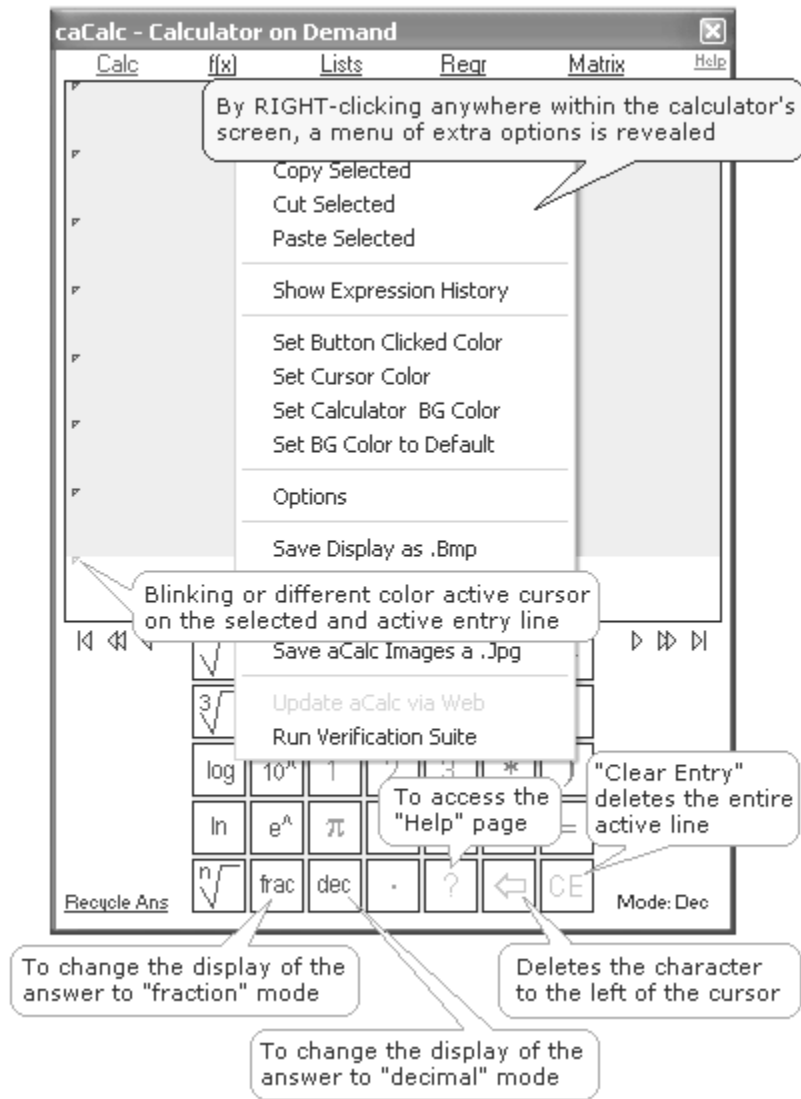 caCalc - Calculator on Demand
Calc f(x) Lists Regr Matrix Help
By RIGHT-clicking anywhere within the calculator's
screen, a menu of extra options is revealed
Copy Selected
Cut Selected
Paste Selected
Show Expression History
Set Button Clicked Color
Set Cursor Color
Set Calculator BG Color
Set BG Color to Default
Options
Save Display as .Bmp
Blinking or different color active cursor
on the selected and active entry line
Save aCalc Images a .Jpg
3√
Update aCalc via Web
Run Verification Suite
log 10^ 1 2 3 * )
"Clear Entry"
deletes the entire
active line
To access the
"Help" page
ln e^ π =
n√ frac dec . ? CE
Recycle Ans Mode: Dec
To change the display of the
answer to "fraction" mode
Deletes the character
to the left of the cursor
To change the display of the
answer to "decimal" mode